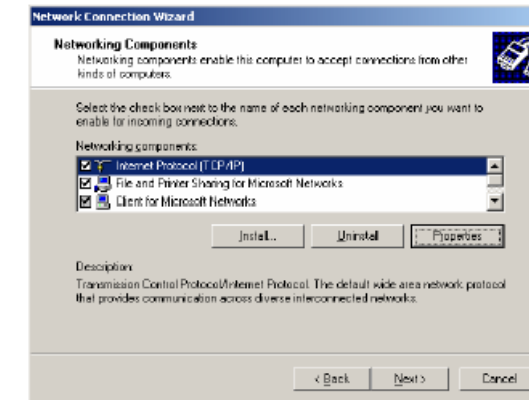 Network Connection Wizard
Networking Components
Networking components enable this computer to accept connections from other
kinds of computers.
Select the check box next to the name of each networking component you want to
enable for incoming connections.
Networking components:
Internet Protocol (TCP/IP)
File and Printer Sharing for Microsoft Networks
Client for Microsoft Networks
Install...
Uninstall
Properties
Description:
Transmission Control Protocol/Internet Protocol. The default wide area network protocol
that provides communication across diverse interconnected networks.
< Back
Next >
Cancel